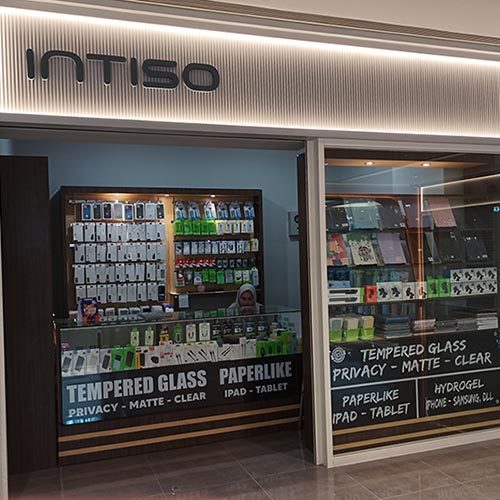 INTISO
TEMPERED GLASS
PRIVACY - MATTE - CLEAR
PAPERLIKE
IPAD - TABLET
TEMPERED GLASS
PRIVACY - MATTE - CLEAR
PAPERLIKE
IPAD - TABLET
HYDROGEL
IPHONE - SAMSUNG, DLL